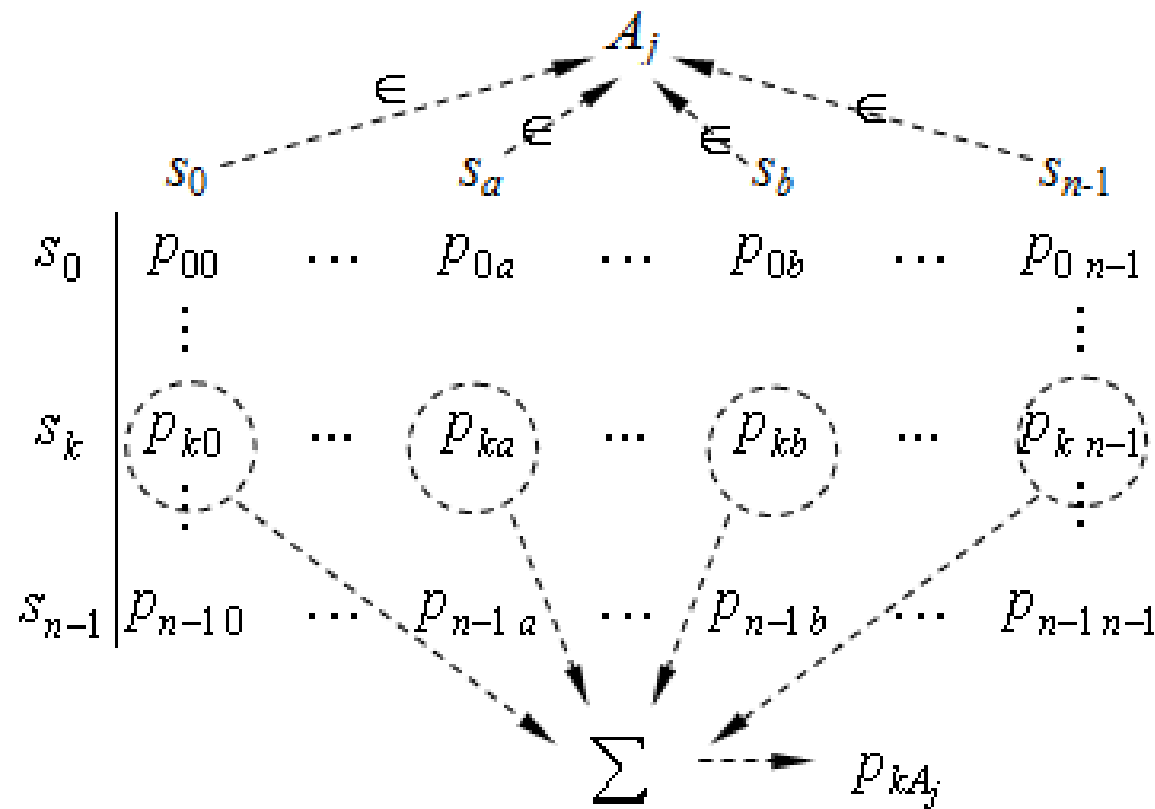 A_j
∈ ∈ ∈ ∈
s_0 s_a s_b s_{n-1}
s_0 p_{00} ··· p_{0a} ··· p_{0b} ··· p_{0 n-1}
⋮ ⋮
s_k p_{k0} ··· p_{ka} ··· p_{kb} ··· p_{k n-1}
⋮ ⋮
s_{n-1} p_{n-1 0} ··· p_{n-1 a} ··· p_{n-1 b} ··· p_{n-1 n-1}
∑ p_{kA_j}